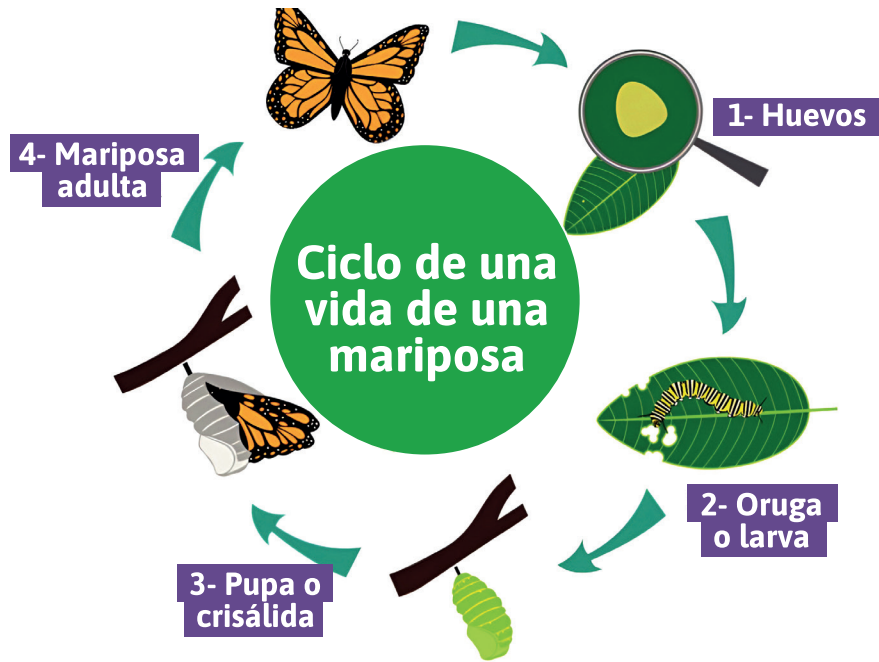 Ciclo de una
vida de una
mariposa
1- Huevos
2- Oruga
o larva
3- Pupa o
crisálida
4- Mariposa
adulta